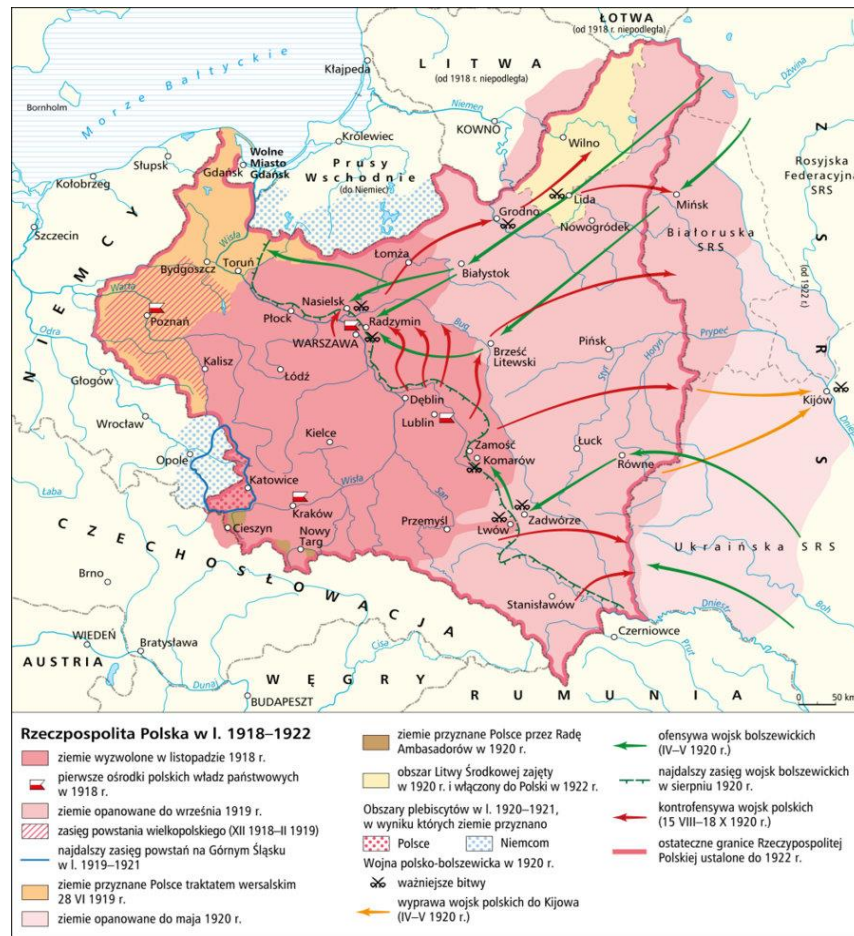 ŁOTWA
(od 1918 r. niepodległa)
LITWA
(od 1918 r. niepodległa)
Dźwina
Morze Bałtyckie
Bornholm
Kłajpeda
Niemen
KOWNO
Wilno
Z S R S
(od 1922 r.)
Rosyjska
Federacyjna
SRS
Królewiec
Prusy
Wschodnie
(do Niemiec)
Wolne
Miasto
Gdańsk
Gdańsk
Słupsk
Kołobrzeg
Szczecin
NIEMCY
Lida
Grodno
Nowogródek
Mińsk
Białoruska
SRS
Wisła
Bydgoszcz
Toruń
Łomża
Białystok
Warta
Poznań
Płock
Nasielsk
Radzymin
WARSZAWA
Bug
Brześć
Litewski
Pińsk
Prypeć
Horyń
Styr
Odra
Głogów
Kalisz
Łódź
Dęblin
Lublin
Kijów
Dniepr
Wrocław
Opole
Kielce
Zamość
Komarów
Łuck
Równe
Łaba
Katowice
Wisła
San
Kraków
Cieszyn
Nowy
Targ
Przemyśl
Lwów
Zadwórze
Ukraińska SRS
CZECHOSŁOWACJA
Brno
Stanisławów
Dniestr
Boh
Czerniowce
Prut
WIEDEŃ
Bratysława
AUSTRIA
Cisa
Dunaj
WĘGRY
BUDAPESZT
RUMUNIA
0 50 km
Rzeczpospolita Polska w l. 1918–1922
ziemie wyzwolone w listopadzie 1918 r.
pierwsze ośrodki polskich władz państwowych
w 1918 r.
ziemie opanowane do września 1919 r.
zasięg powstania wielkopolskiego (XII 1918–II 1919)
najdalszy zasięg powstań na Górnym Śląsku
w l. 1919–1921
ziemie przyznane Polsce traktatem wersalskim
28 VI 1919 r.
ziemie opanowane do maja 1920 r.
ziemie przyznane Polsce przez Radę
Ambasadorów w 1920 r.
obszar Litwy Środkowej zajęty
w 1920 r. i włączony do Polski w 1922 r.
Obszary plebiscytów w l. 1920–1921,
w wyniku których ziemie przyznano
Polsce
Niemcom
Wojna polsko-bolszewicka w 1920 r.
ważniejsze bitwy
wyprawa wojsk polskich do Kijowa
(IV–V 1920 r.)
ofensywa wojsk bolszewickich
(IV–V 1920 r.)
najdalszy zasięg wojsk bolszewickich
w sierpniu 1920 r.
kontrofensywa wojsk polskich
(15 VIII–18 X 1920 r.)
ostateczne granice Rzeczypospolitej
Polskiej ustalone do 1922 r.